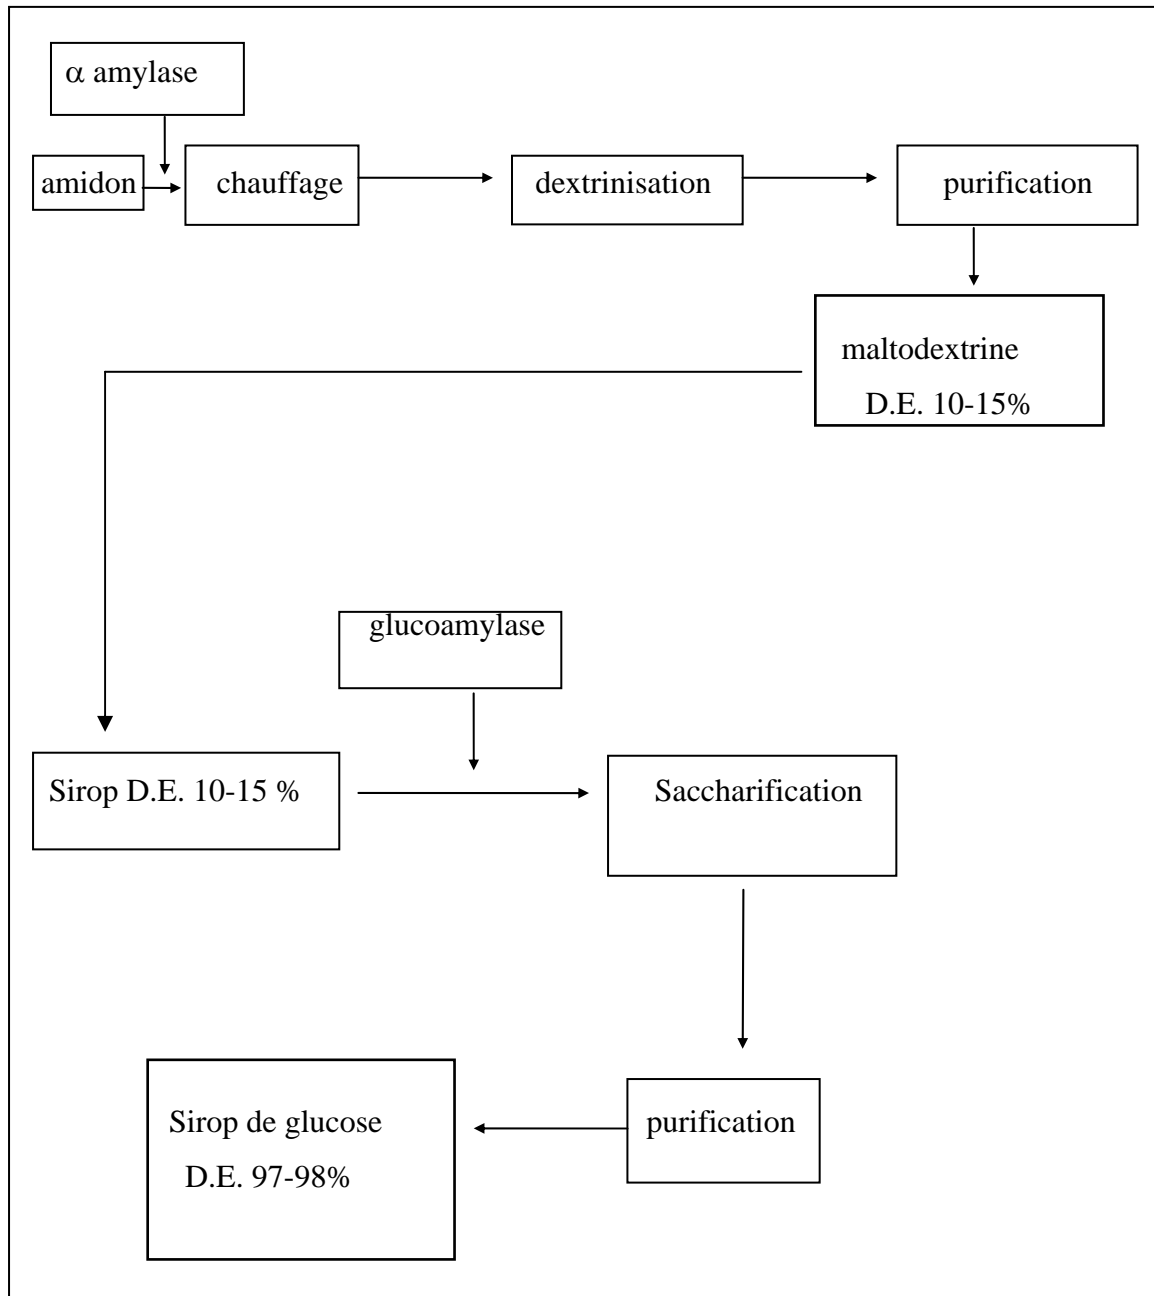 α amylase
amidon
chauffage
dextrinisation
purification
maltodextrine
D.E. 10-15%
glucoamylase
Sirop D.E. 10-15 %
Saccharification
purification
Sirop de glucose
D.E. 97-98%